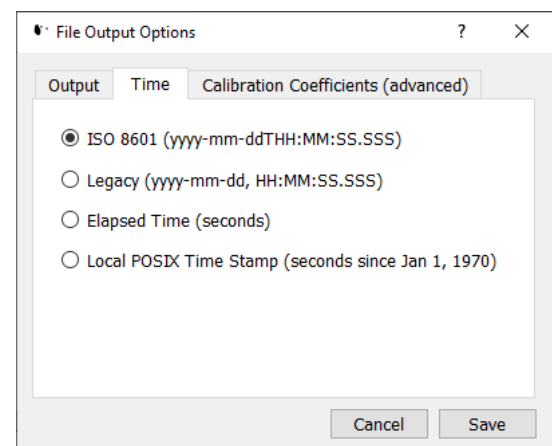 File Output Options ?
Output Time Calibration Coefficients (advanced)
ISO 8601 (yyyy-mm-ddTHH:MM:SS.SSS)
Legacy (yyyy-mm-dd, HH:MM:SS.SSS)
Elapsed Time (seconds)
Local POSIX Time Stamp (seconds since Jan 1, 1970)
Cancel Save